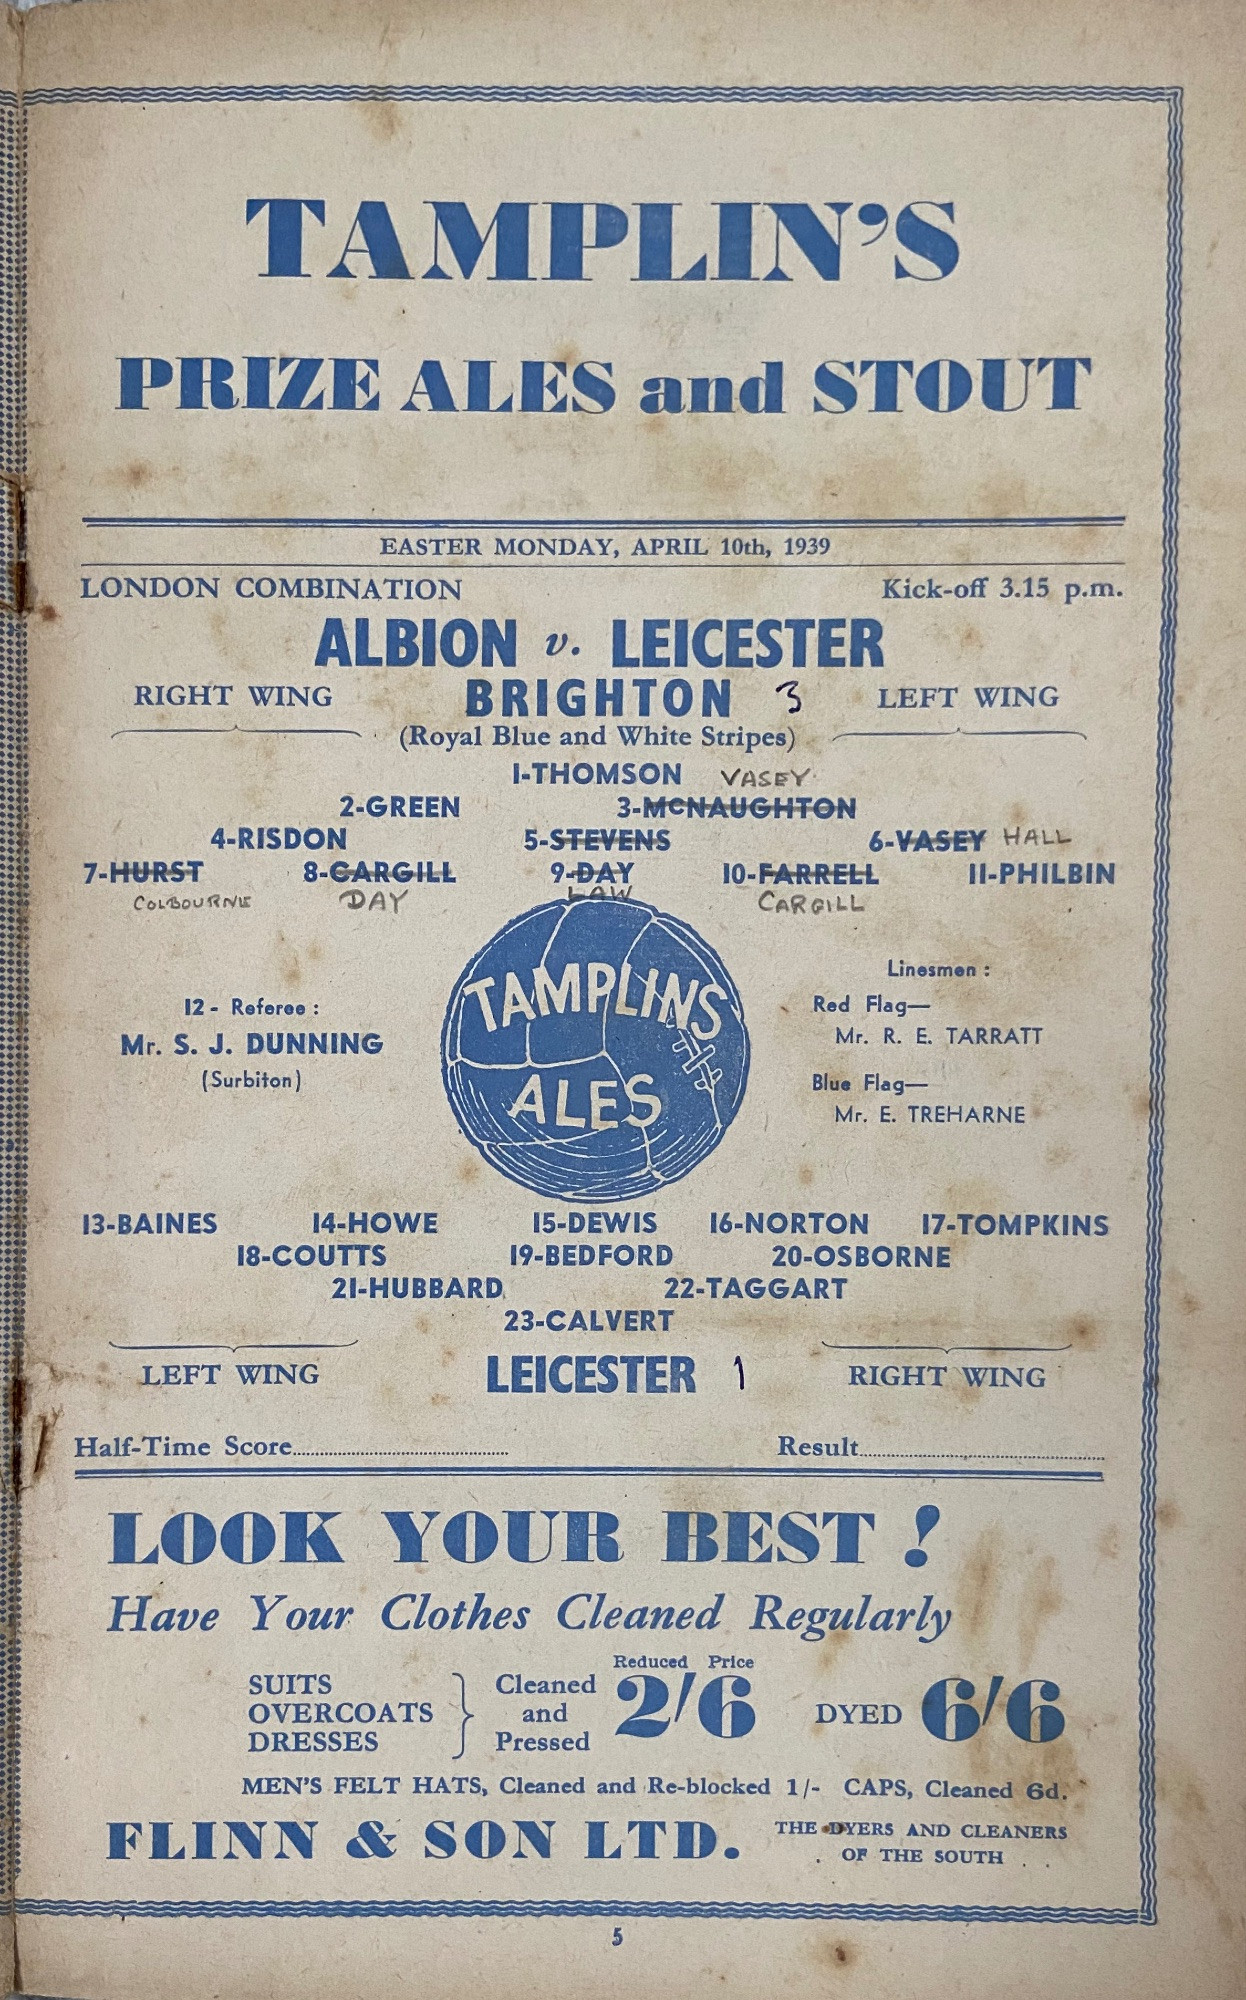 TAMPLIN'S
PRIZE ALES and STOUT
EASTER MONDAY, APRIL 10th, 1939
LONDON COMBINATION Kick-off 3.15 p.m.
ALBION v. LEICESTER
RIGHT WING BRIGHTON 3 LEFT WING
(Royal Blue and White Stripes)
1-THOMSON VASEY
2-GREEN 3-McNAUGHTON
4-RISDON 5-STEVENS 6-VASEY HALL
7-HURST 8-CARGILL 9-DAY 10-FARRELL 11-PHILBIN
COLBOURNE DAY LAW CARGILL
TAMPLINS
ALES
12 - Referee :
Mr. S. J. DUNNING
(Surbiton)
Linesmen :
Red Flag—
Mr. R. E. TARRATT
Blue Flag—
Mr. E. TREHARNE
13-BAINES 14-HOWE 15-DEWIS 16-NORTON 17-TOMPKINS
18-COUTTS 19-BEDFORD 20-OSBORNE
21-HUBBARD 22-TAGGART
23-CALVERT
LEFT WING LEICESTER 1 RIGHT WING
Half-Time Score.................... Result....................
LOOK YOUR BEST !
Have Your Clothes Cleaned Regularly
SUITS
OVERCOATS
DRESSES
Cleaned
and
Pressed
Reduced Price
2/6 DYED 6/6
MEN'S FELT HATS, Cleaned and Re-blocked 1/- CAPS, Cleaned 6d.
FLINN & SON LTD. THE DYERS AND CLEANERS
OF THE SOUTH
5